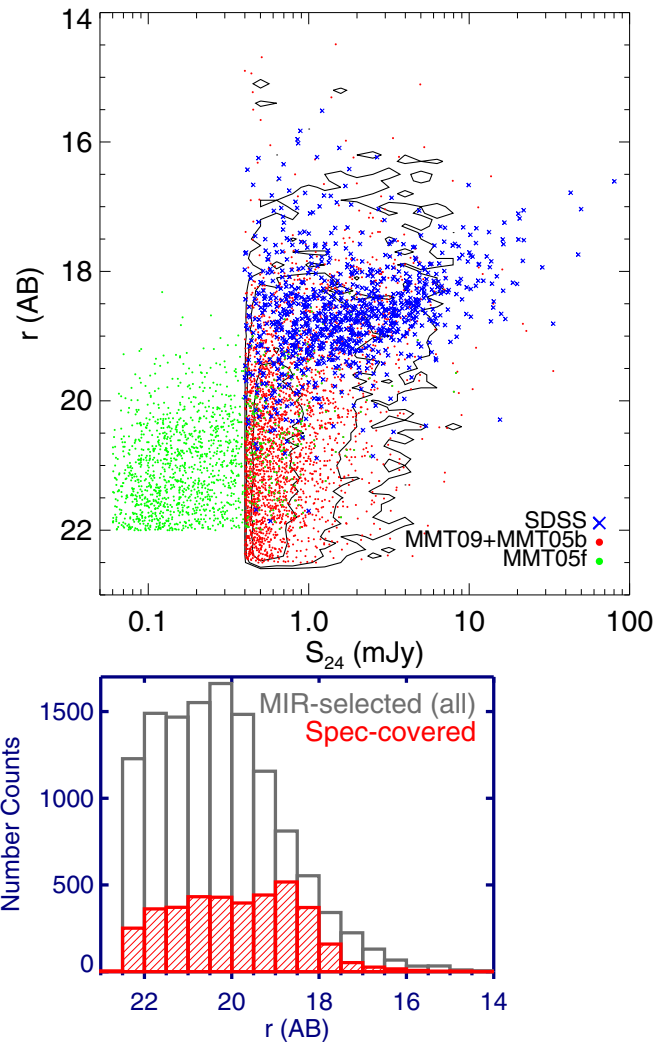 14
16
18
20
22
r (AB)
SDSS
MMT09+MMT05b
MMT05f
0.1 1.0 10 100
S24 (mJy)
1500
1000
500
0
Number Counts
MIR-selected (all)
Spec-covered
22 20 18 16 14
r (AB)